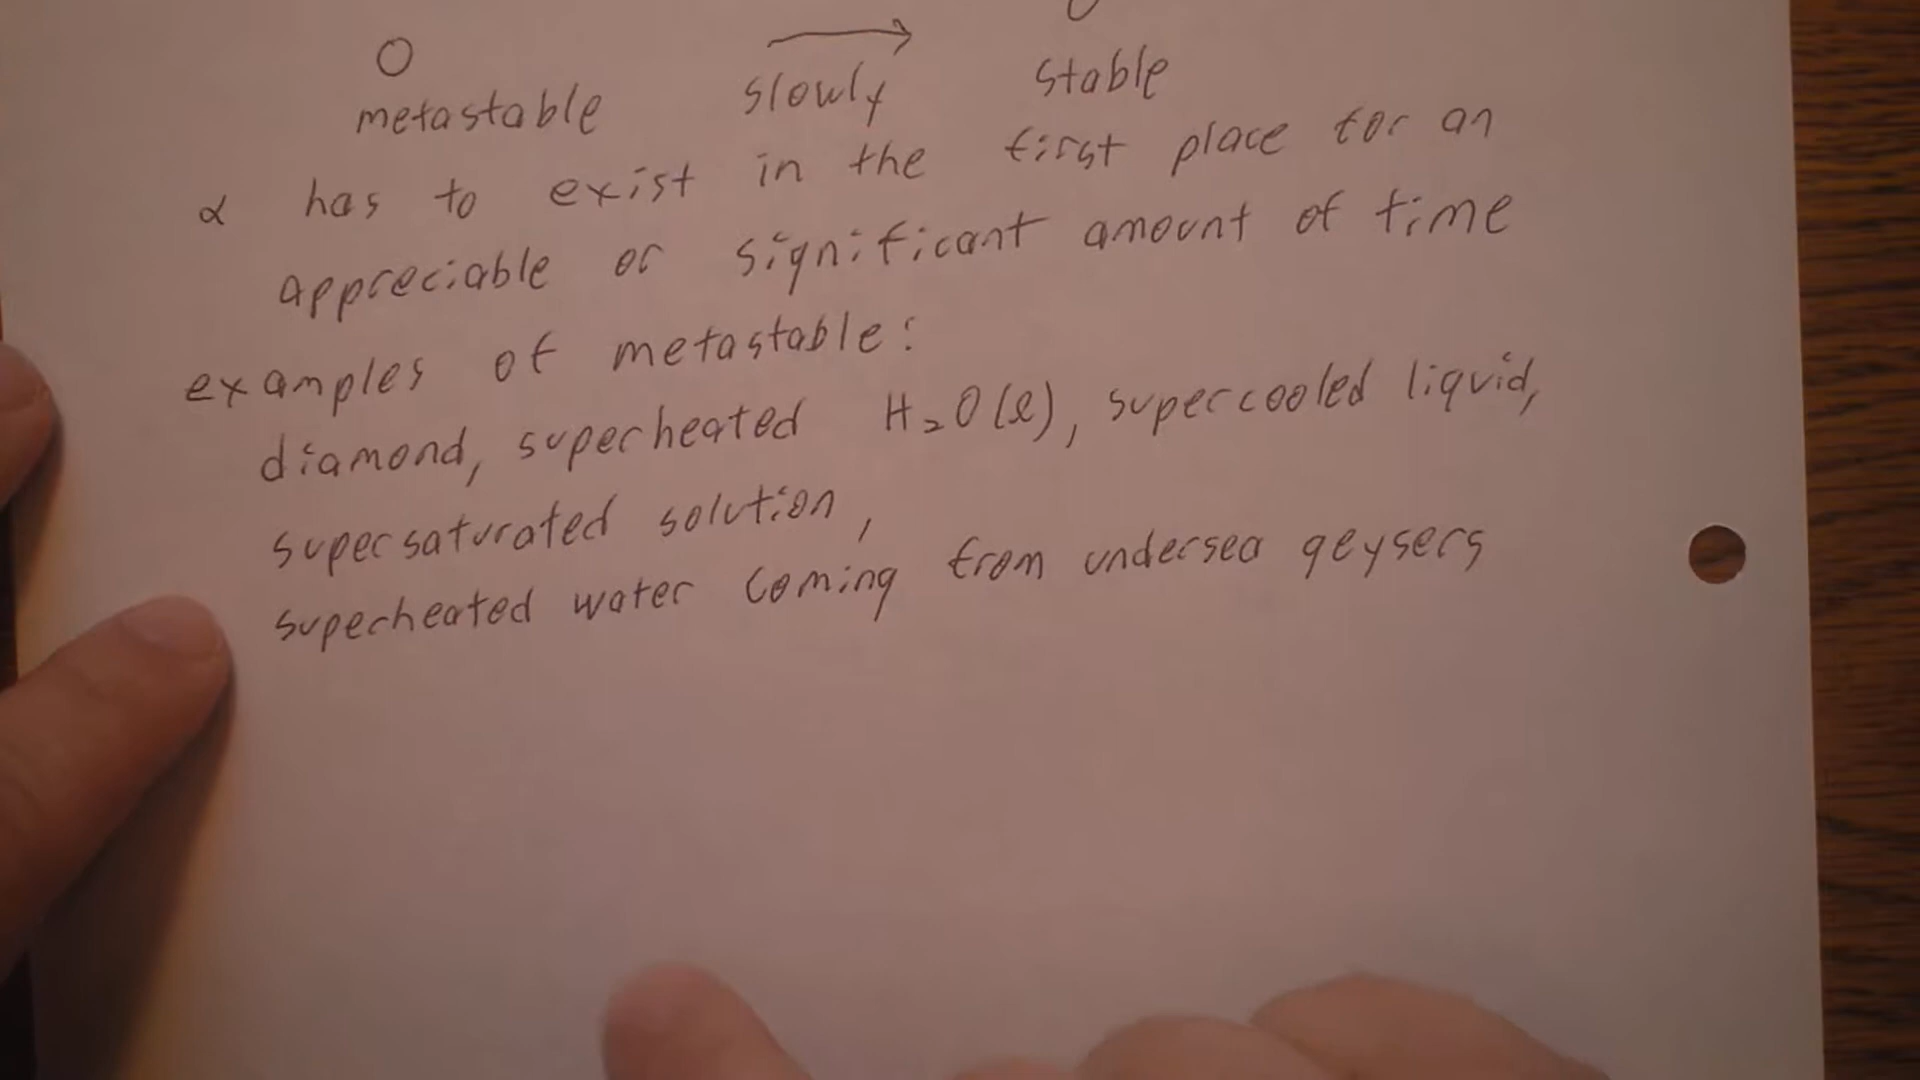 metastable slowly stable
α has to exist in the first place for an
appreciable or significant amount of time
examples of metastable:
diamond, superheated H₂O(l), supercooled liquid,
supersaturated solution,
superheated water coming from undersea geysers